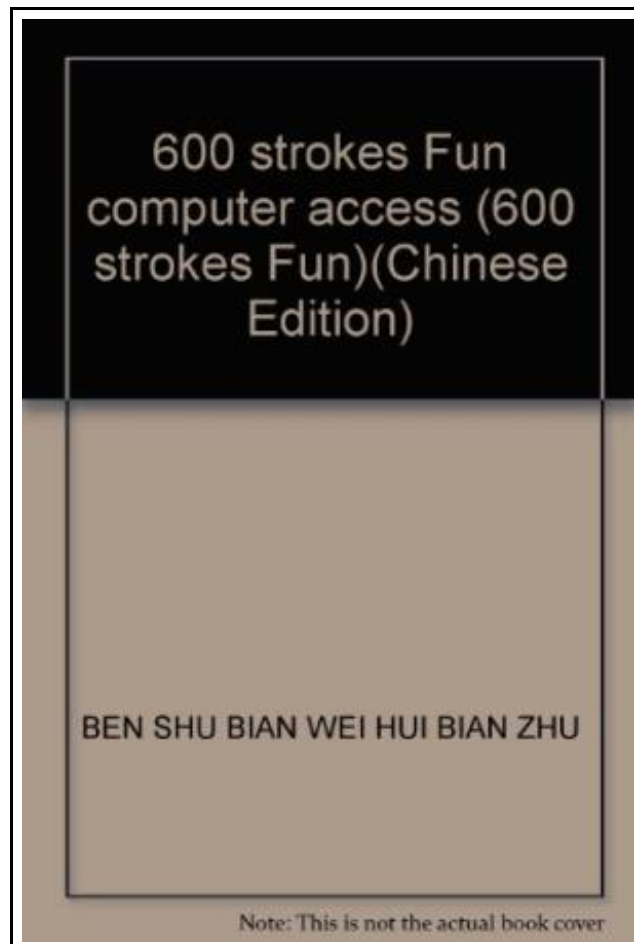 600 strokes Fun
computer access (600
strokes Fun)(Chinese
Edition)
BEN SHU BIAN WEI HUI BIAN ZHU
Note: This is not the actual book cover